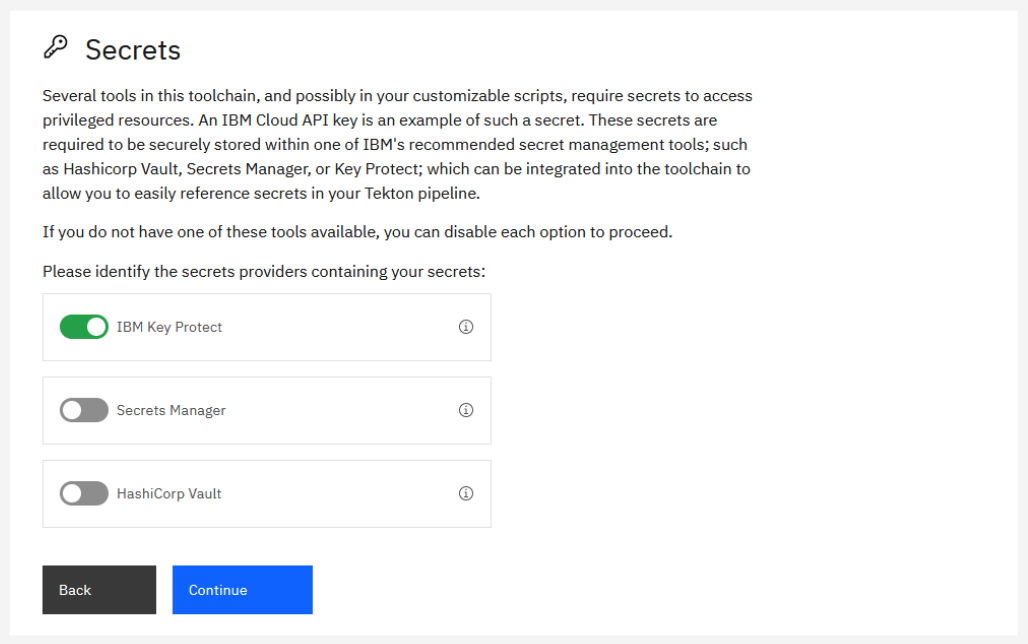 Secrets
Several tools in this toolchain, and possibly in your customizable scripts, require secrets to access
privileged resources. An IBM Cloud API key is an example of such a secret. These secrets are
required to be securely stored within one of IBM's recommended secret management tools; such
as Hashicorp Vault, Secrets Manager, or Key Protect; which can be integrated into the toolchain to
allow you to easily reference secrets in your Tekton pipeline.
If you do not have one of these tools available, you can disable each option to proceed.
Please identify the secrets providers containing your secrets:
IBM Key Protect
Secrets Manager
HashiCorp Vault
Back
Continue